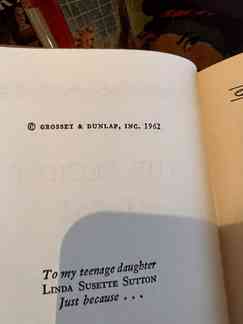 © GROSSET & DUNLAP, INC. 1962
To my teenage daughter
LINDA SUSETTE SUTTON
Just because . . .